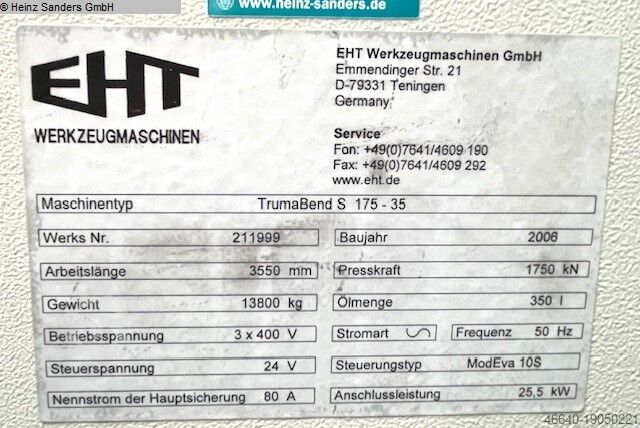 © Heinz Sanders GmbH
www.heinz-sanders.de
EHT
WERKZEUGMASCHINEN
EHT Werkzeugmaschinen GmbH
Emmendinger Str. 21
D-79331 Teningen
Germany
Service
Fon: +49(0)7641/4609 190
Fax: +49(0)7641/4609 292
www.eht.de
Maschinentyp TrumaBend S 175 - 35
Werks Nr. 211999 Baujahr 2006
Arbeitslänge 3550 mm Presskraft 1750 kN
Gewicht 13800 kg Ölmenge 350 l
Betriebsspannung 3 x 400 V Stromart Frequenz 50 Hz
Steuerspannung 24 V Steuerungstyp ModEva 10S
Nennstrom der Hauptsicherung 80 A Anschlussleistung 25,5 kW
46640-19050221